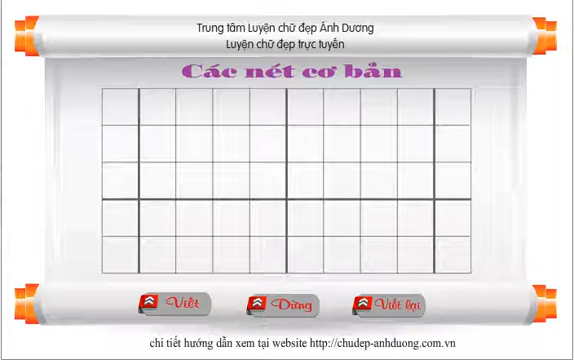 Trung tâm Luyện chữ đẹp Ánh Dương
Luyện chữ đẹp trực tuyến
Các nét cơ bản
Viết
Dừng
Viết lại
chi tiết hướng dẫn xem tại website http://chudep-anhduong.com.vn